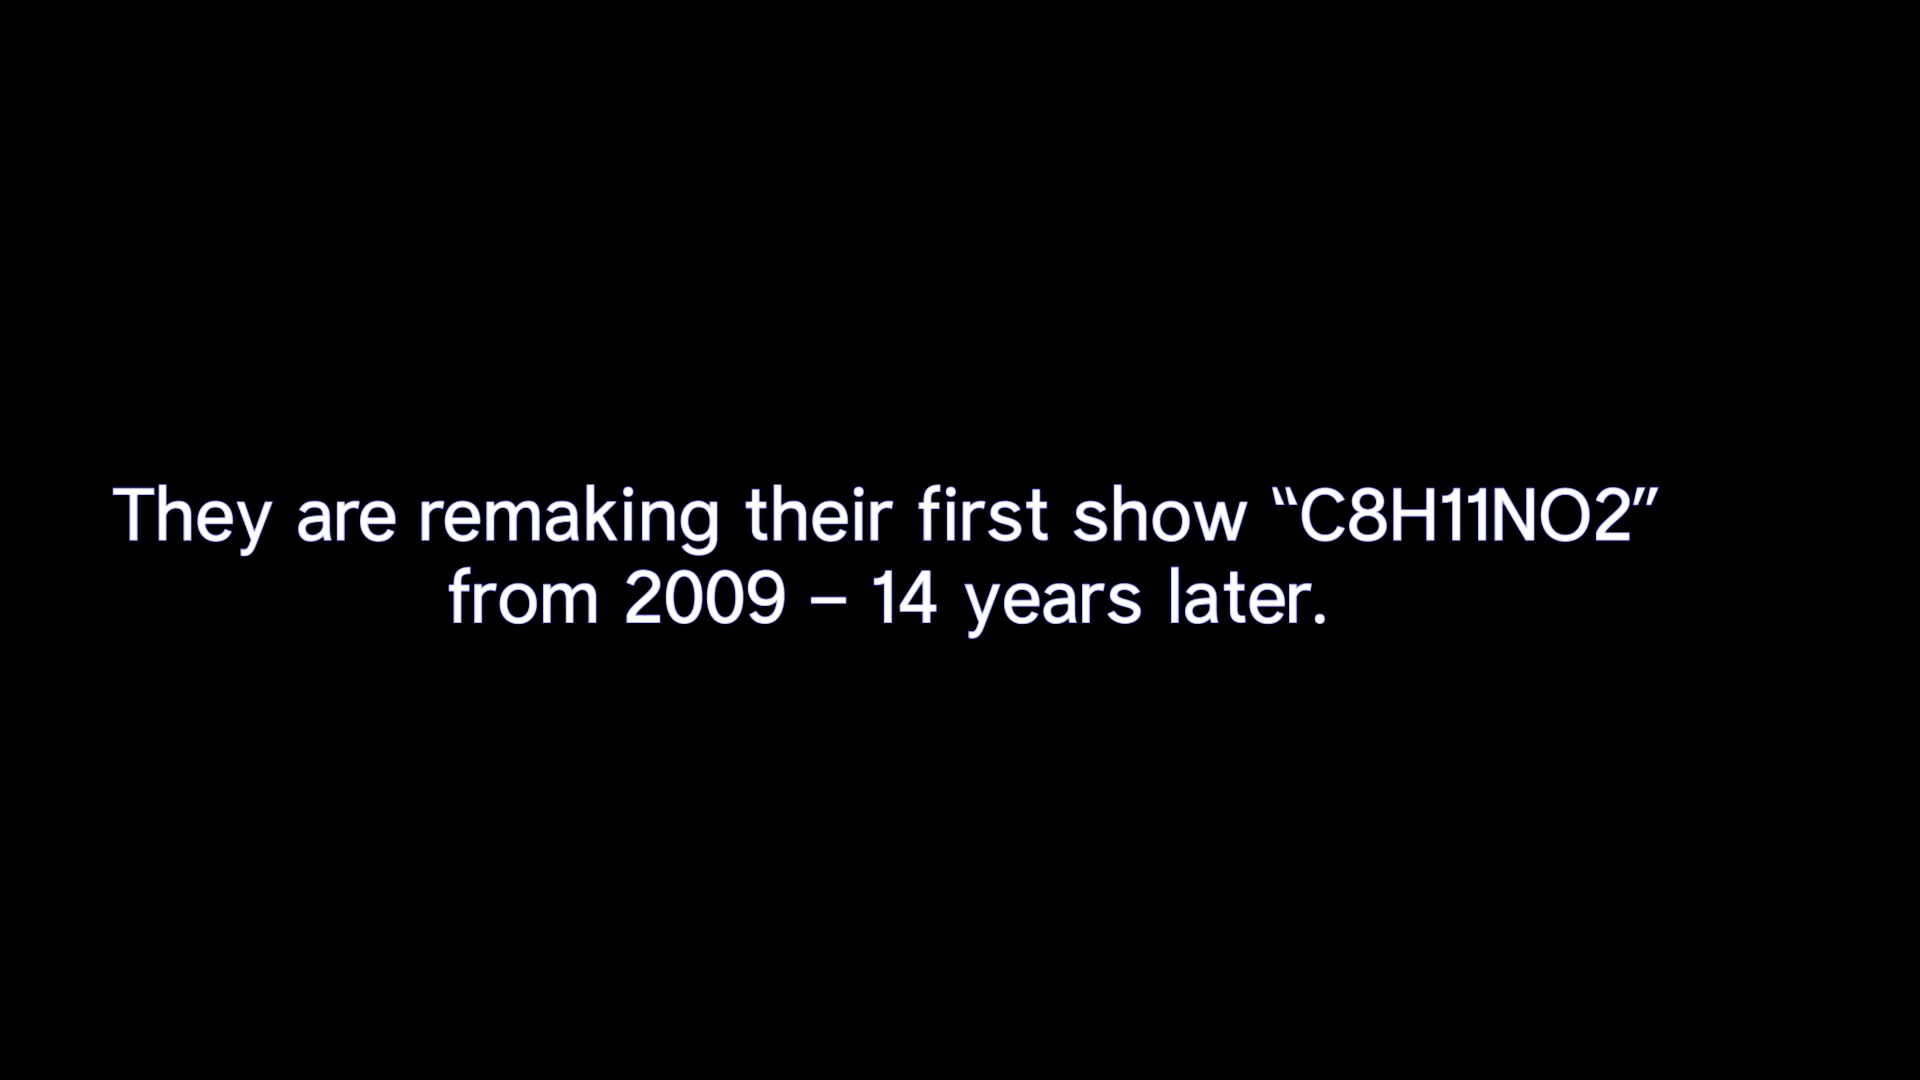 They are remaking their first show “C8H11NO2”
from 2009 – 14 years later.